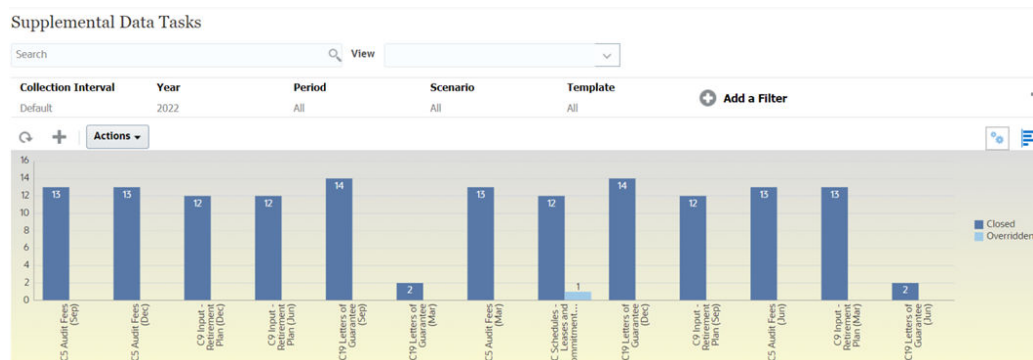 Supplemental Data Tasks
Search View
Collection Interval Year Period Scenario Template Add a Filter
Default 2022 All All All
Actions
16
14
12
10
8
6
4
2
0
13 13 12 12 14 2 13 12 1 14 12 13 13 2
Closed
Overridden
C5 Audit Fees
(Sep)
C5 Audit Fees
(Dec)
C9 Input -
Retirement
Plan (Dec)
C9 Input -
Retirement
Plan (Jun)
C19 Letters of
Guarantee
(Sep)
C19 Letters of
Guarantee
(Mar)
C5 Audit Fees
(Mar)
C Schedules -
Leases and
ommitment...
C19 Letters of
Guarantee
(Dec)
C9 Input -
Retirement
Plan (Sep)
C5 Audit Fees
(Jun)
C9 Input -
Retirement
Plan (Mar)
C19 Letters of
Guarantee
(Jun)